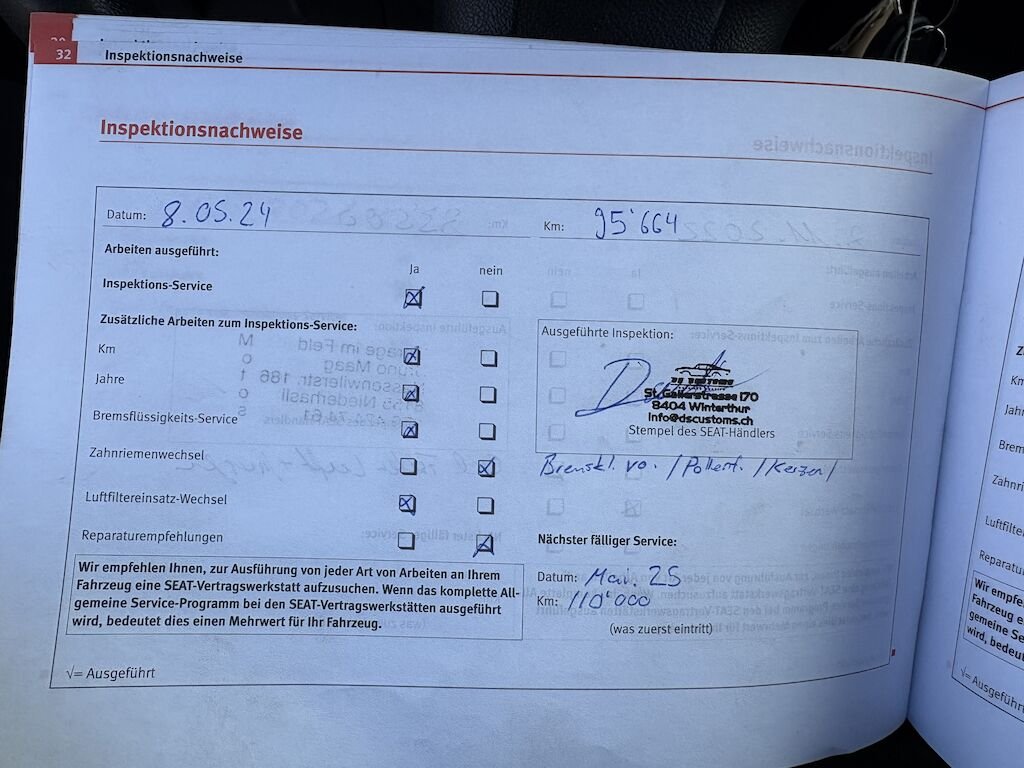 32 Inspektionsnachweise
Inspektionsnachweise
Datum: 8.05.24 Km: 95'664
Arbeiten ausgeführt:
Ja nein
Inspektions-Service
Zusätzliche Arbeiten zum Inspektions-Service:
Km
Jahre
Bremsflüssigkeits-Service
Zahnriemenwechsel
Luftfiltereinsatz-Wechsel
Reparaturempfehlungen
Ausgeführte Inspektion:
DS CUSTOMS
St. Gallerstrasse 170
8404 Winterthur
info@dscustoms.ch
Stempel des SEAT-Händlers
Bremskl. vo. / Pollenf. / Kerzen /
Nächster fälliger Service:
Datum: Mai. 25
Km: 110'000
(was zuerst eintritt)
Wir empfehlen Ihnen, zur Ausführung von jeder Art von Arbeiten an Ihrem
Fahrzeug eine SEAT-Vertragswerkstatt aufzusuchen. Wenn das komplette All-
gemeine Service-Programm bei den SEAT-Vertragswerkstätten ausgeführt
wird, bedeutet dies einen Mehrwert für Ihr Fahrzeug.
√= Ausgeführt